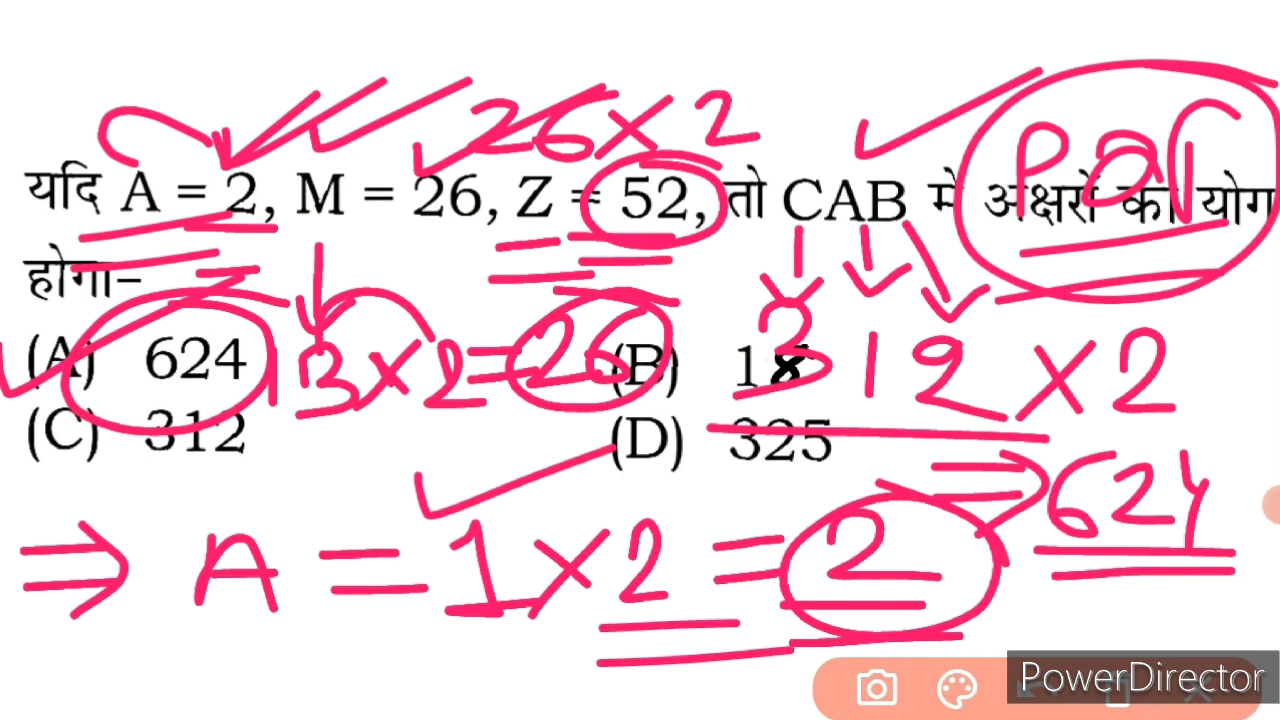 26 x 2
यदि A = 2, M = 26, Z = 52, तो CAB मे अक्षरों का योग
होगा–
(A) 624
13 x 2 = 26
(B)
312 x 2
(C) 312
(D) 325
⇒ 624
⇒ A = 1 x 2 = 2
PowerDirector